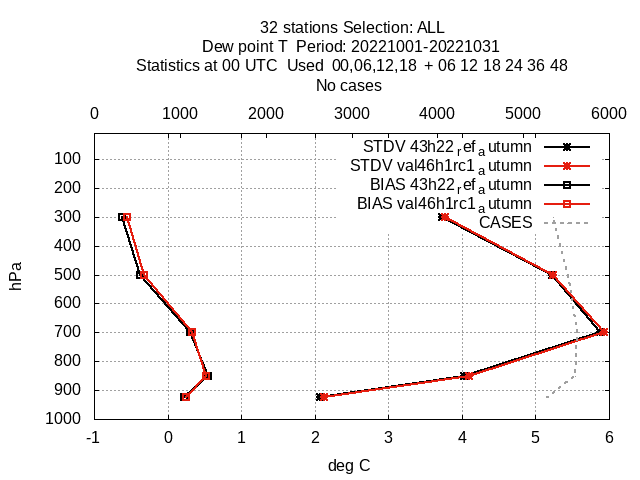 32 stations Selection: ALL
Dew point T  Period: 20221001-20221031
Statistics at 00 UTC  Used  00,06,12,18  + 06 12 18 24 36 48
No cases
0 1000 2000 3000 4000 5000 6000
STDV 43h22_ref_autumn
STDV val46h1rc1_autumn
BIAS 43h22_ref_autumn
BIAS val46h1rc1_autumn
CASES
100
200
300
400
500
600
700
800
900
1000
hPa
-1 0 1 2 3 4 5 6
deg C